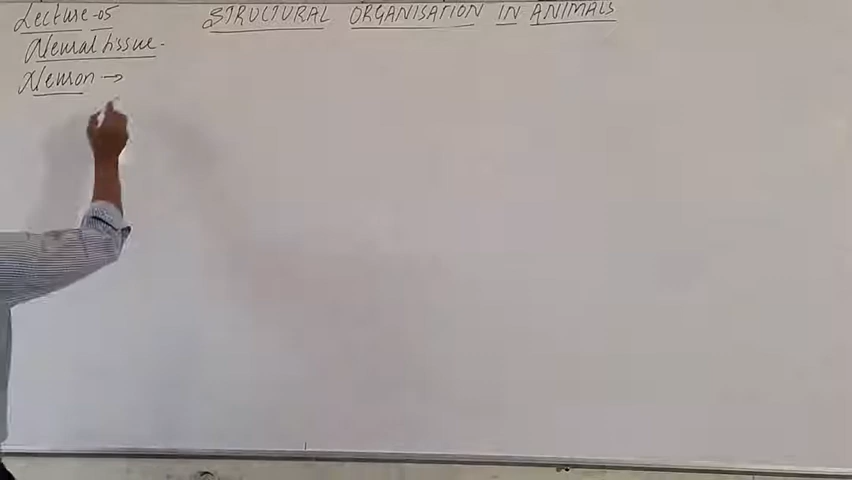 Lecture-05
STRUCTURAL ORGANISATION IN ANIMALS
Neural tissue-
Neuron →